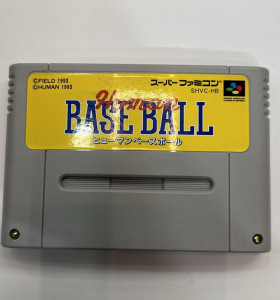 ©FIELD 1993
©HUMAN 1993
スーパーファミコン
SHVC-HB
Human
BASE BALL
ヒューマンベースボール